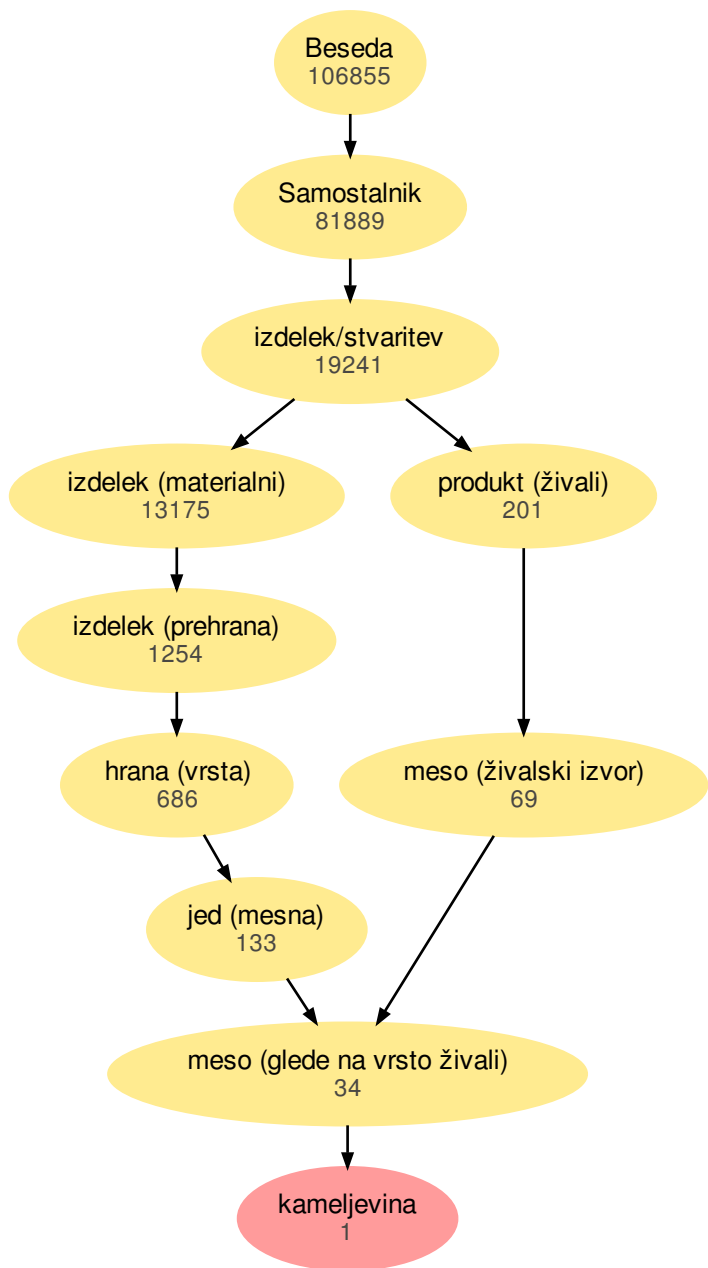 Beseda
106855
Samostalnik
81889
izdelek/stvaritev
19241
izdelek (materialni)
13175
produkt (živali)
201
izdelek (prehrana)
1254
hrana (vrsta)
686
meso (živalski izvor)
69
jed (mesna)
133
meso (glede na vrsto živali)
34
kameljevina
1